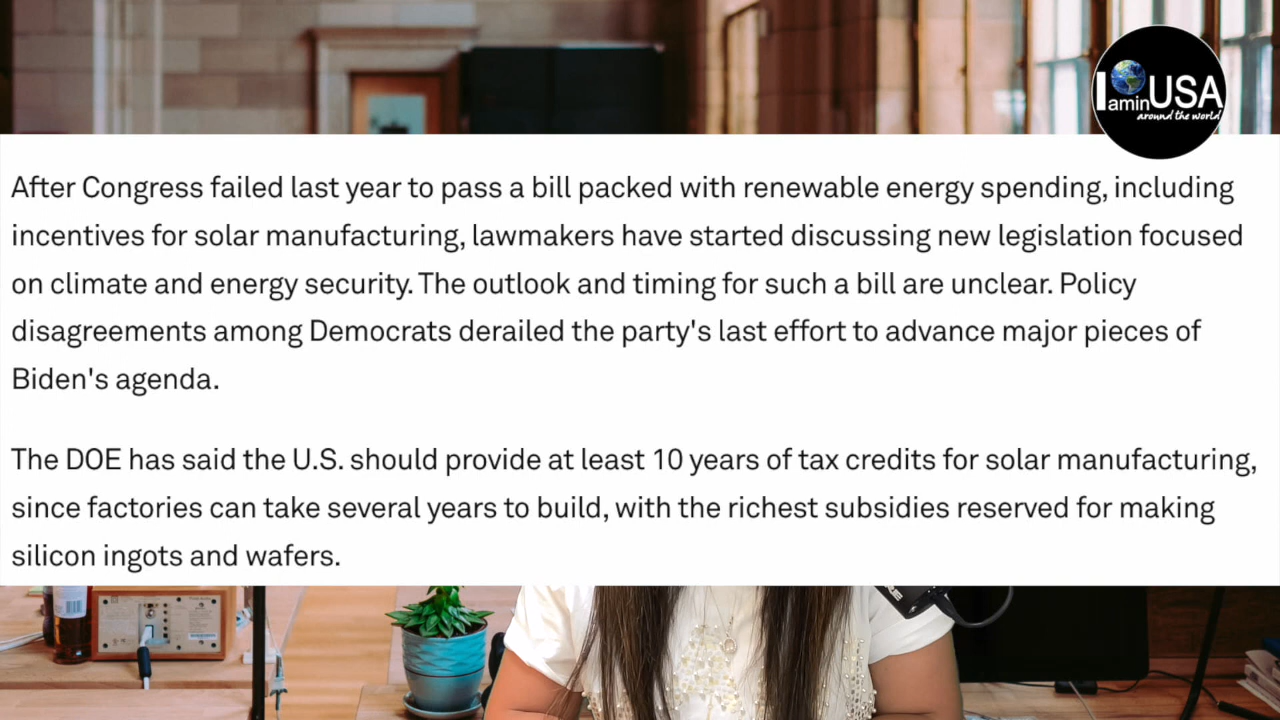 I aminUSA
around the world
After Congress failed last year to pass a bill packed with renewable energy spending, including
incentives for solar manufacturing, lawmakers have started discussing new legislation focused
on climate and energy security. The outlook and timing for such a bill are unclear. Policy
disagreements among Democrats derailed the party's last effort to advance major pieces of
Biden's agenda.
The DOE has said the U.S. should provide at least 10 years of tax credits for solar manufacturing,
since factories can take several years to build, with the richest subsidies reserved for making
silicon ingots and wafers.